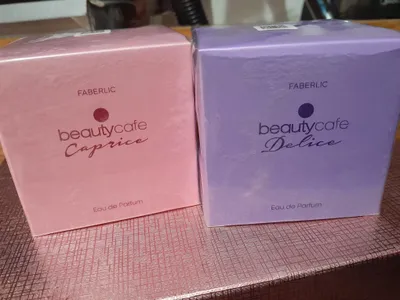 FABERLIC
beautycafe
Caprice
Eau de Parfum
FABERLIC
beautycafe
Delice
Eau de Parfum